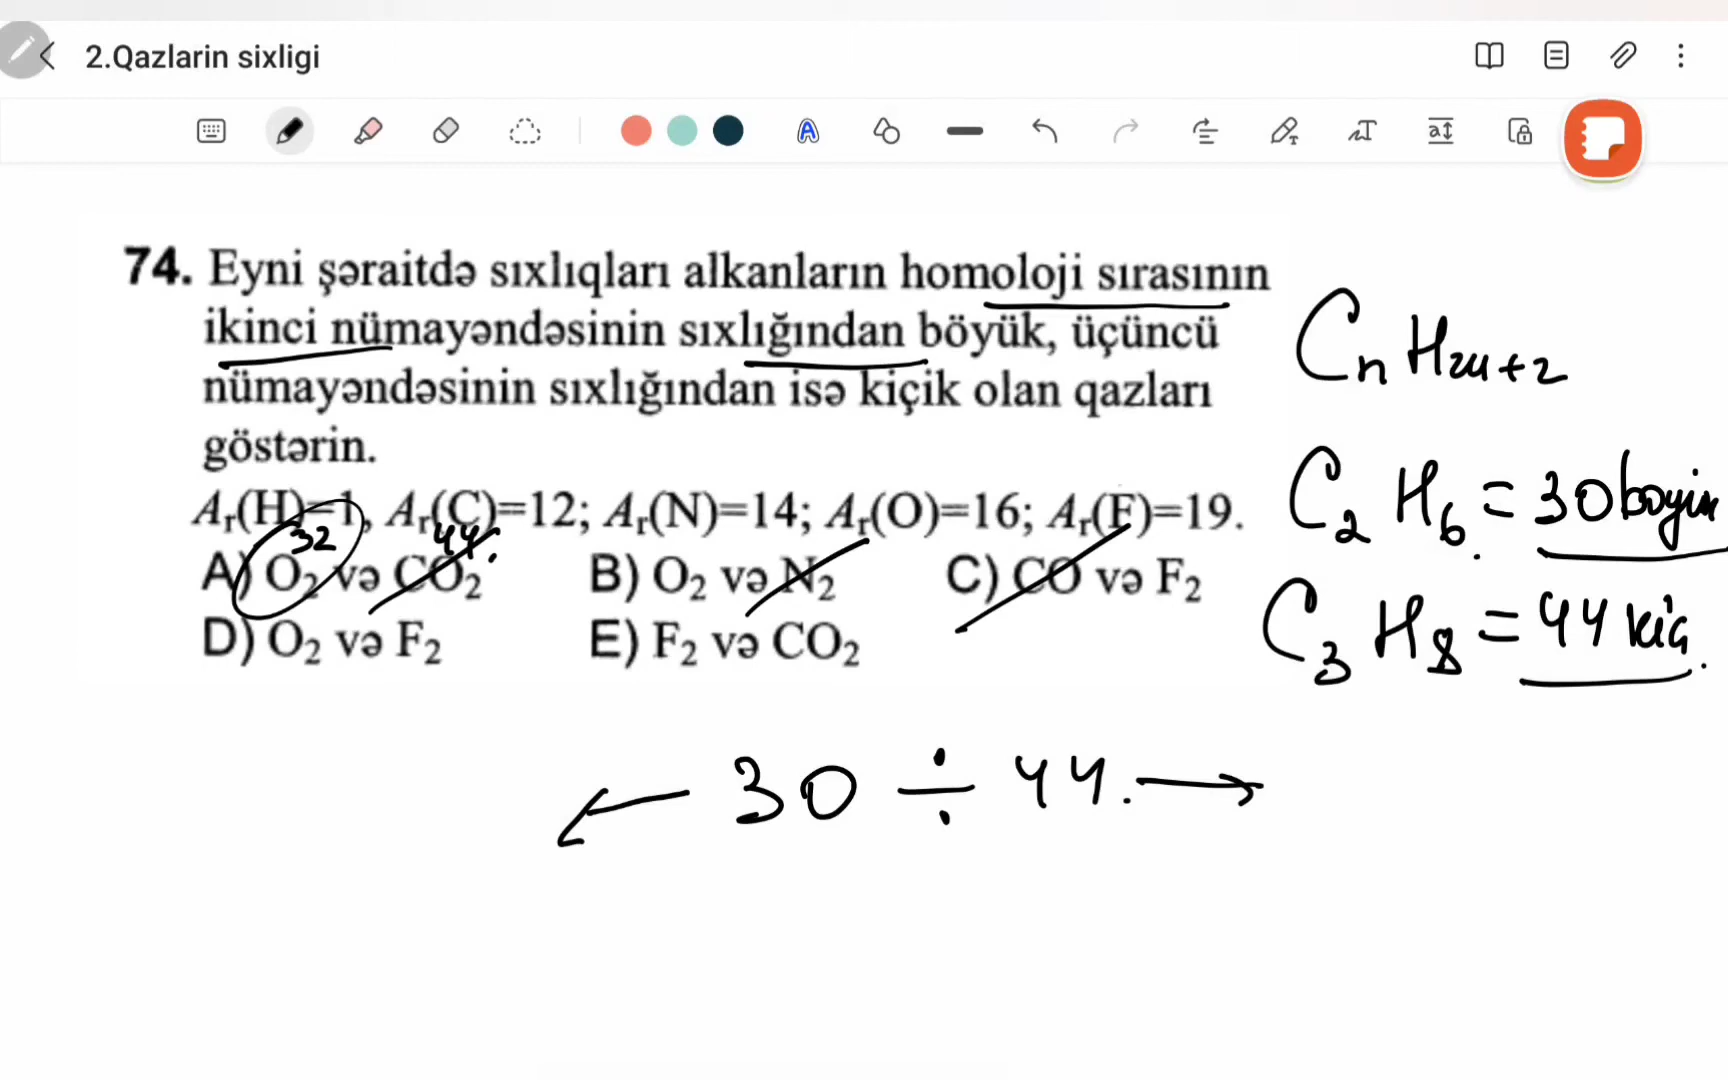 2.Qazlarin sixligi
74. Eyni şəraitdə sıxlıqları alkanların homoloji sırasının
ikinci nümayəndəsinin sıxlığından böyük, üçüncü
nümayəndəsinin sıxlığından isə kiçik olan qazları
göstərin.
Aᵣ(H)=1, Aᵣ(C)=12; Aᵣ(N)=14; Aᵣ(O)=16; Aᵣ(F)=19.
32 44.
A) O₂ və CO₂ B) O₂ və N₂ C) CO və F₂
D) O₂ və F₂ E) F₂ və CO₂
CnH2n+2
C₂H₆ = 30 boyin
C₃H₈ = 44 kiç.
← 30 ÷ 44. →